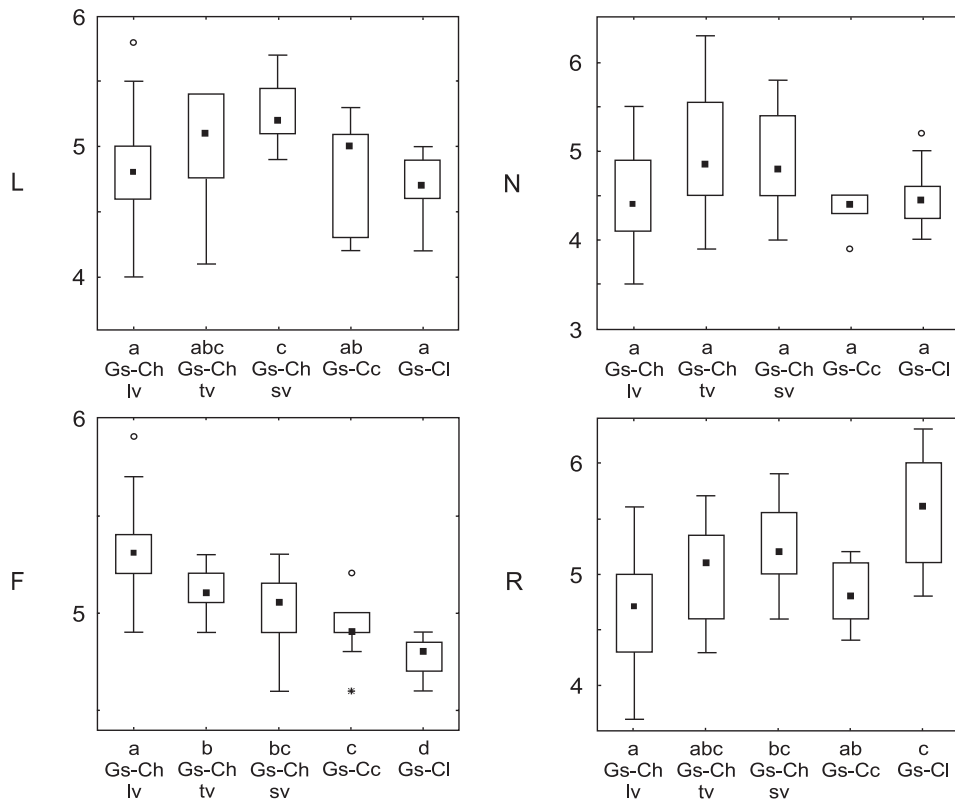 L
6
5
4
a abc c ab a
Gs-Ch Gs-Ch Gs-Ch Gs-Cc Gs-Cl
lv tv sv
N
6
5
4
3
a a a a a
Gs-Ch Gs-Ch Gs-Ch Gs-Cc Gs-Cl
lv tv sv
F
6
5
a b bc c d
Gs-Ch Gs-Ch Gs-Ch Gs-Cc Gs-Cl
lv tv sv
R
6
5
4
a abc bc ab c
Gs-Ch Gs-Ch Gs-Ch Gs-Cc Gs-Cl
lv tv sv